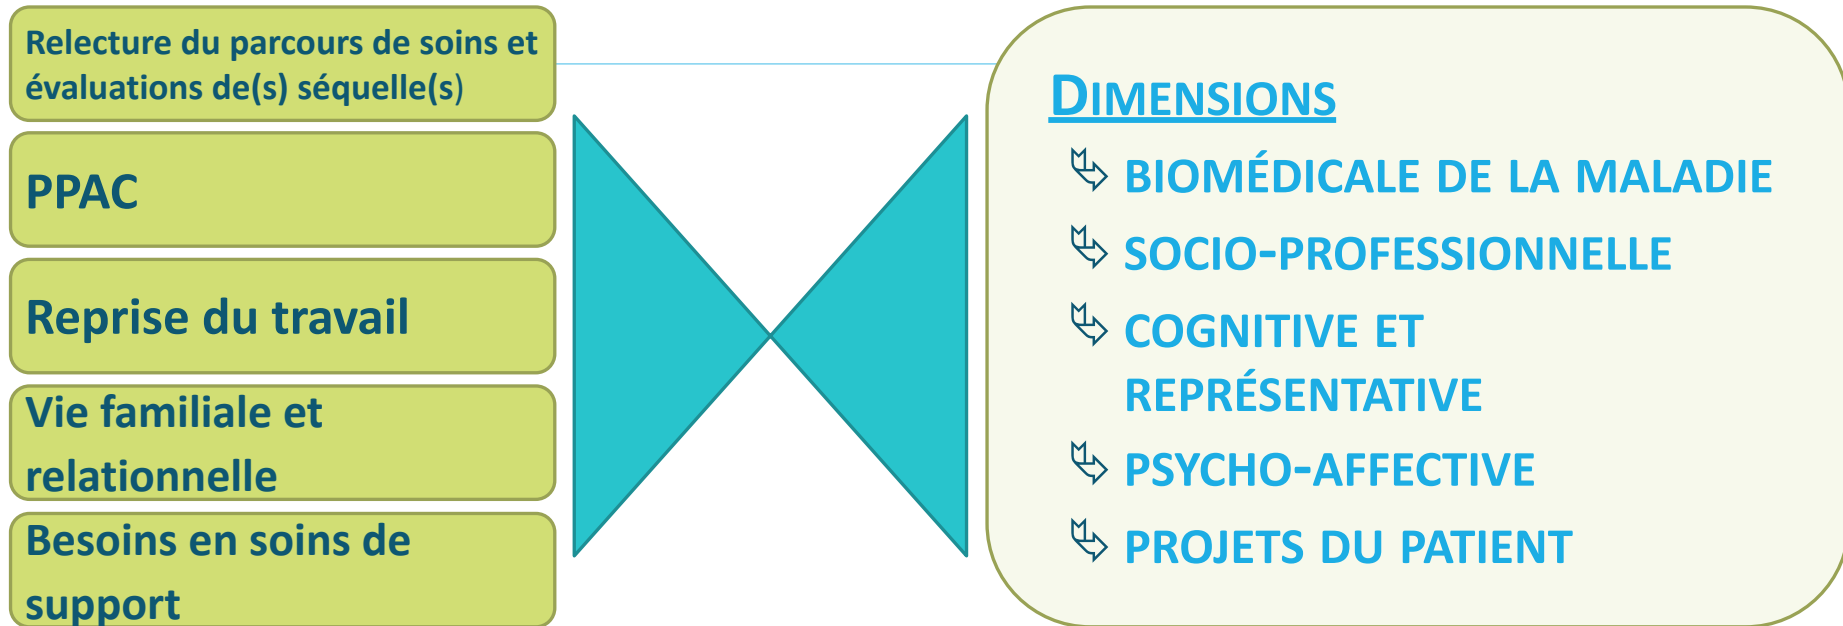 Relecture du parcours de soins et
évaluations de(s) séquelle(s)
PPAC
Reprise du travail
Vie familiale et
relationnelle
Besoins en soins de
support
DIMENSIONS
BIOMÉDICALE DE LA MALADIE
SOCIO-PROFESSIONNELLE
COGNITIVE ET
REPRÉSENTATIVE
PSYCHO-AFFECTIVE
PROJETS DU PATIENT